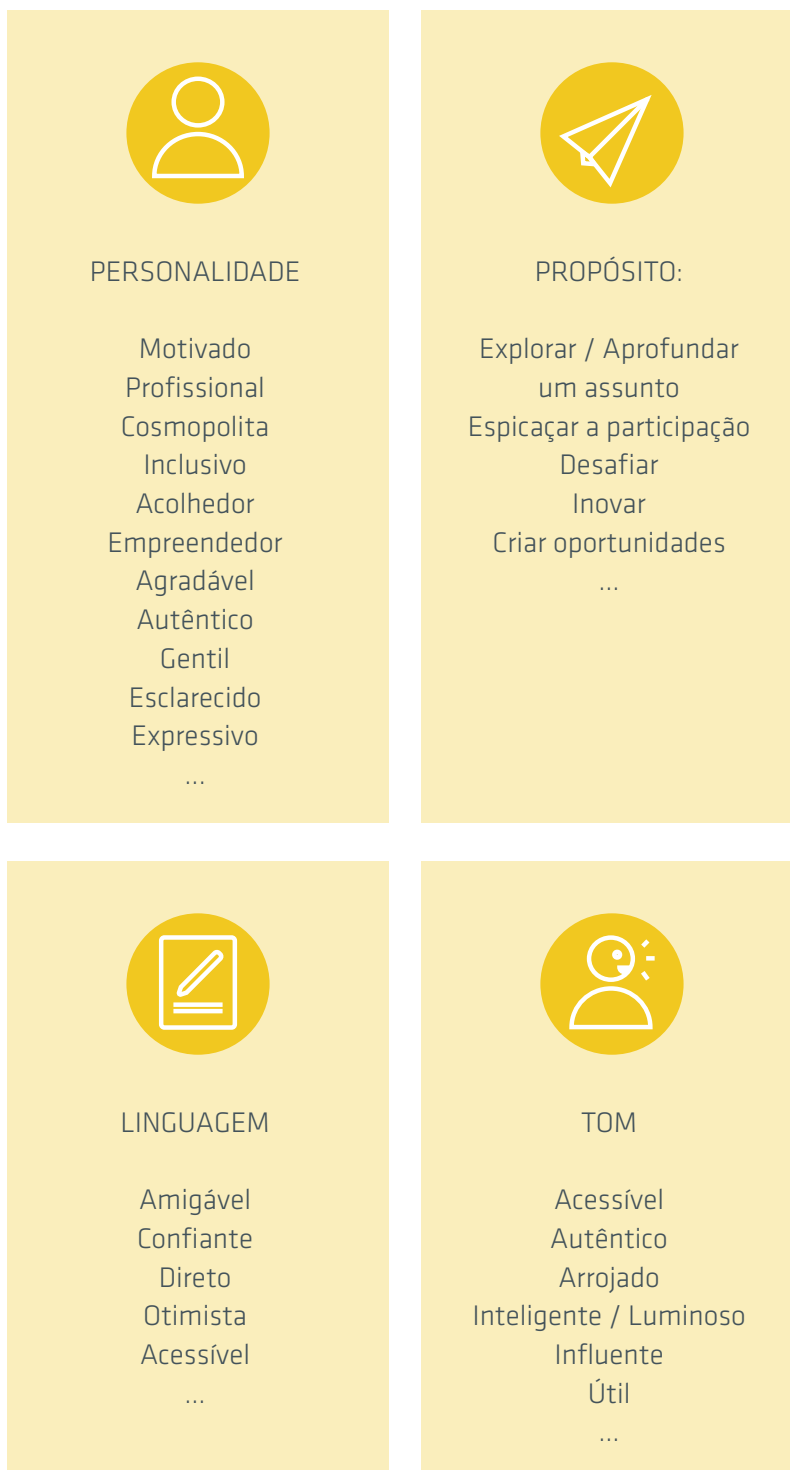 PERSONALIDADE
Motivado
Profissional
Cosmopolita
Inclusivo
Acolhedor
Empreendedor
Agradável
Autêntico
Gentil
Esclarecido
Expressivo
...
PROPÓSITO:
Explorar / Aprofundar
um assunto
Espicaçar a participação
Desafiar
Inovar
Criar oportunidades
...
LINGUAGEM
Amigável
Confiante
Direto
Otimista
Acessível
...
TOM
Acessível
Autêntico
Arrojado
Inteligente / Luminoso
Influente
Útil
...